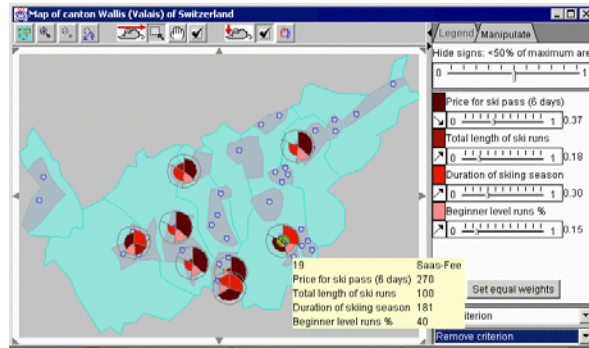 Map of canton Wallis (Valais) of Switzerland
Legend Manipulate
Hide signs: <50% of maximum are
0 1
Price for ski pass (6 days)
0 1 0.37
Total length of ski runs
0 1 0.18
Duration of skiing season
0 1 0.30
Beginner level runs %
0 1 0.15
19 Saas-Fee
Price for ski pass (6 days) 270
Total length of ski runs 100
Duration of skiing season 181
Beginner level runs % 40
Set equal weights
iterion
Remove criterion